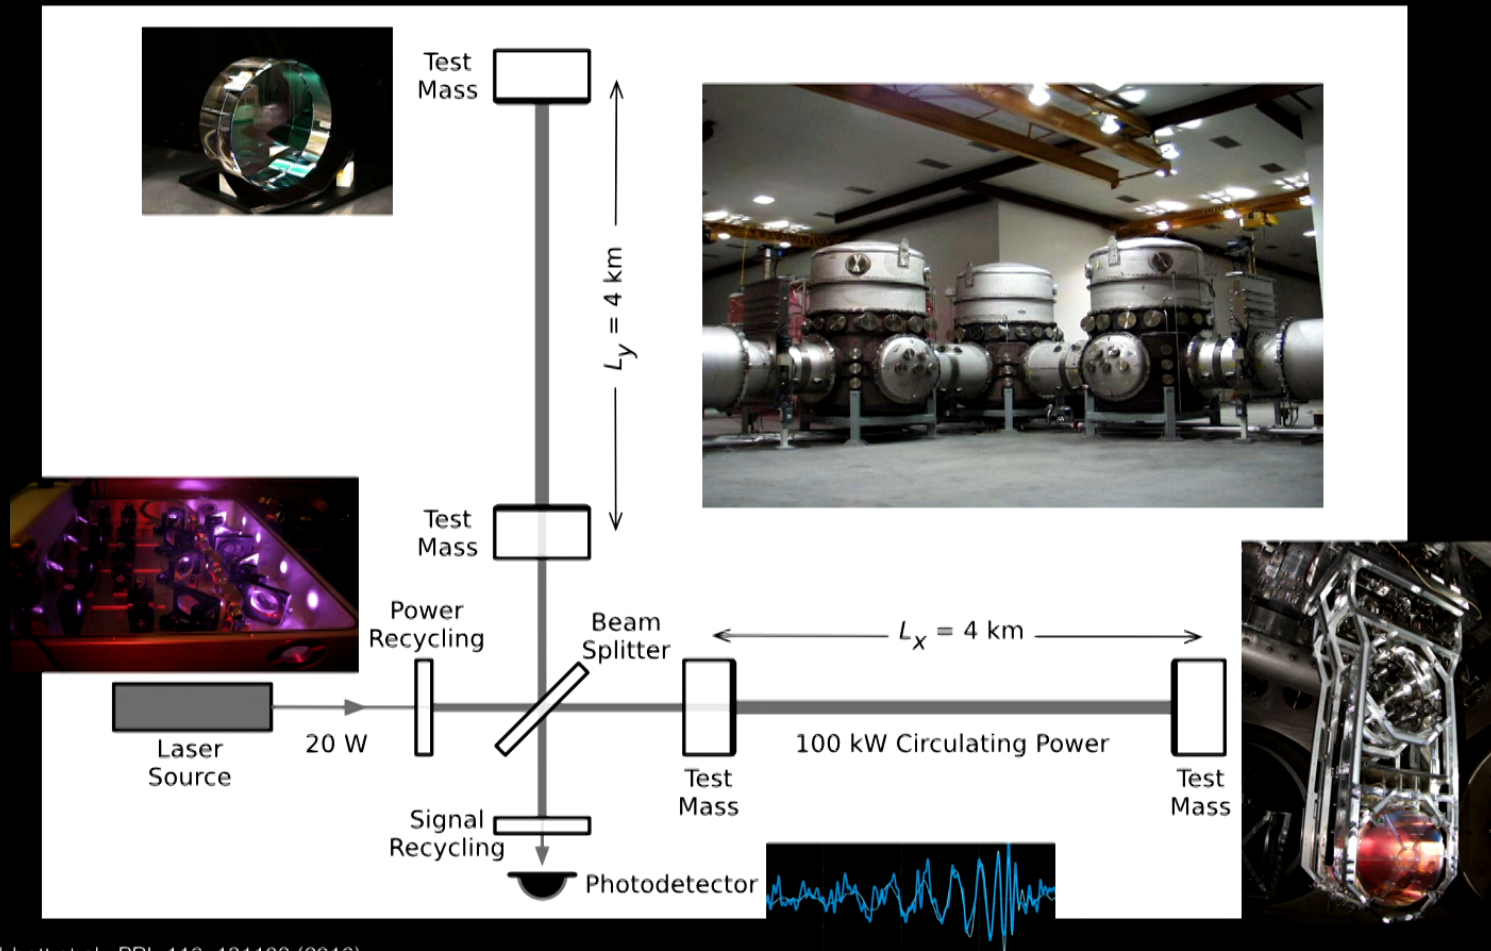 Test
Mass
Ly = 4 km
Test
Mass
Power
Recycling
Beam
Splitter
Lx = 4 km
Laser
Source
20 W
100 kW Circulating Power
Test
Mass
Test
Mass
Signal
Recycling
Photodetector